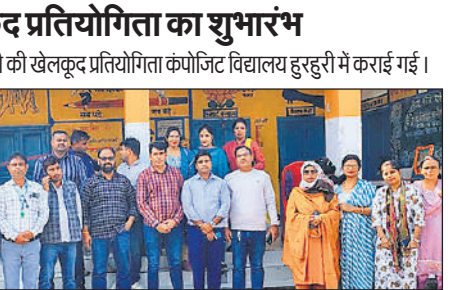 प्रतियोगिता का शुभारंभ
की खेलकूद प्रतियोगिता कंपोजिट विद्यालय हुरहुरी में कराई गई।